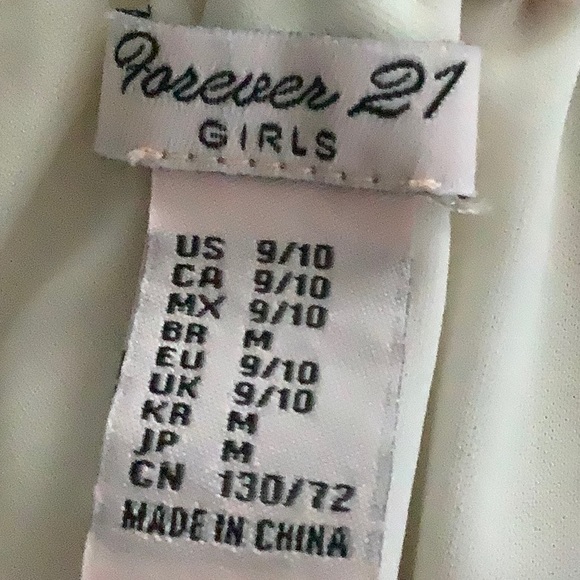 Forever 21
GIRLS
US 9/10
CA 9/10
MX 9/10
BR M
EU 9/10
UK 9/10
KR M
JP M
CN 130/72
MADE IN CHINA